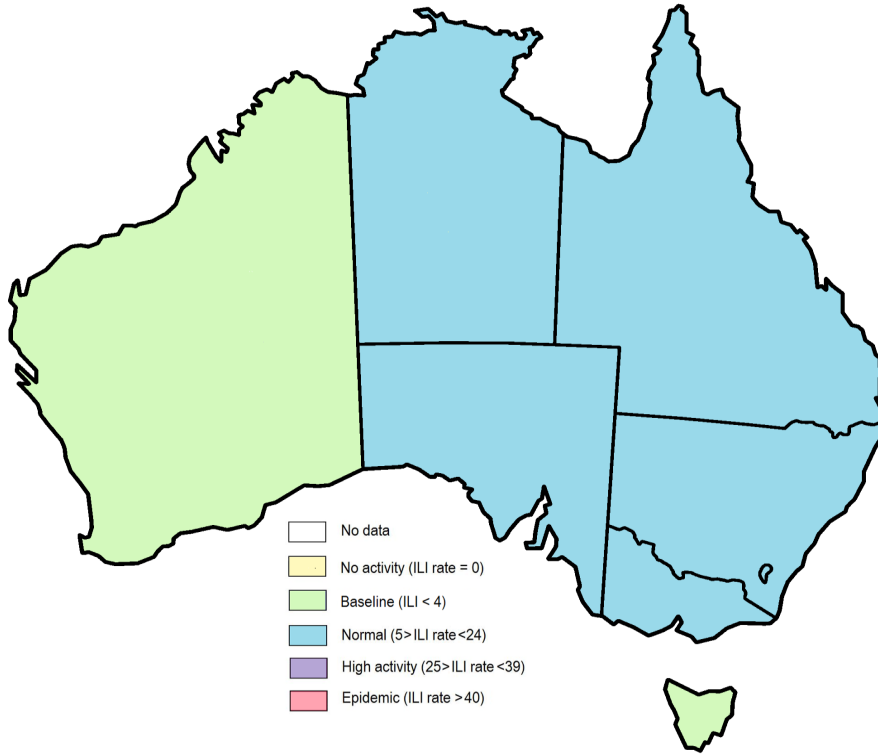 No data
No activity (ILI rate = 0)
Baseline (ILI < 4)
Normal (5>ILI rate<24)
High activity (25>ILI rate<39)
Epidemic (ILI rate >40)